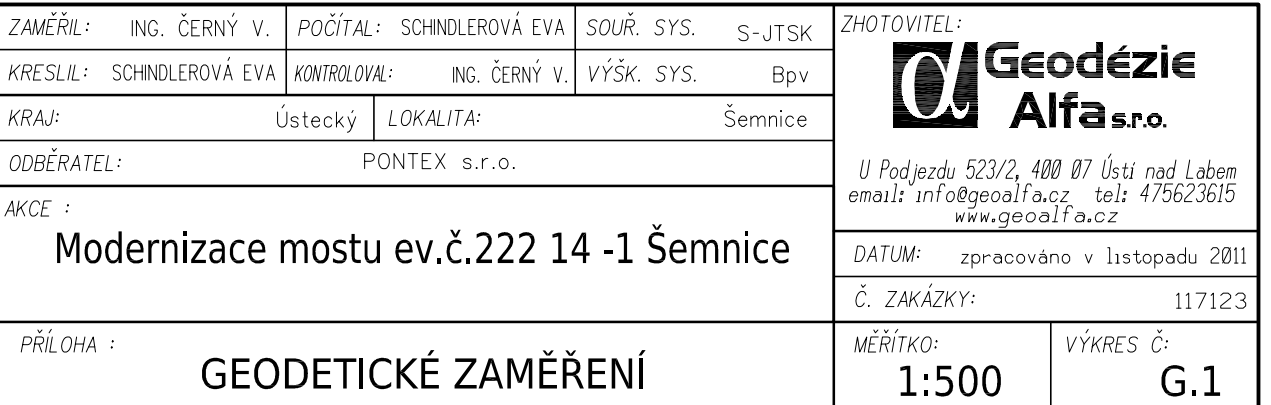 ZAMĚŘIL: ING. ČERNÝ V. POČÍTAL: SCHINDLEROVÁ EVA SOUŘ. SYS. S-JTSK
KRESLIL: SCHINDLEROVÁ EVA KONTROLOVAL: ING. ČERNÝ V. VÝŠK. SYS. Bpv
KRAJ: Ústecký LOKALITA: Šemnice
ODBĚRATEL: PONTEX s.r.o.
AKCE :
Modernizace mostu ev.č.222 14 -1 Šemnice
PŘÍLOHA :
GEODETICKÉ ZAMĚŘENÍ
ZHOTOVITEL:
α Geodézie
Alfa s.r.o.
U Podjezdu 523/2, 400 07 Ústí nad Labem
email: info@geoalfa.cz tel: 475623615
www.geoalfa.cz
DATUM: zpracováno v listopadu 2011
Č. ZAKÁZKY: 117123
MĚŘÍTKO: VÝKRES Č:
1:500 G.1